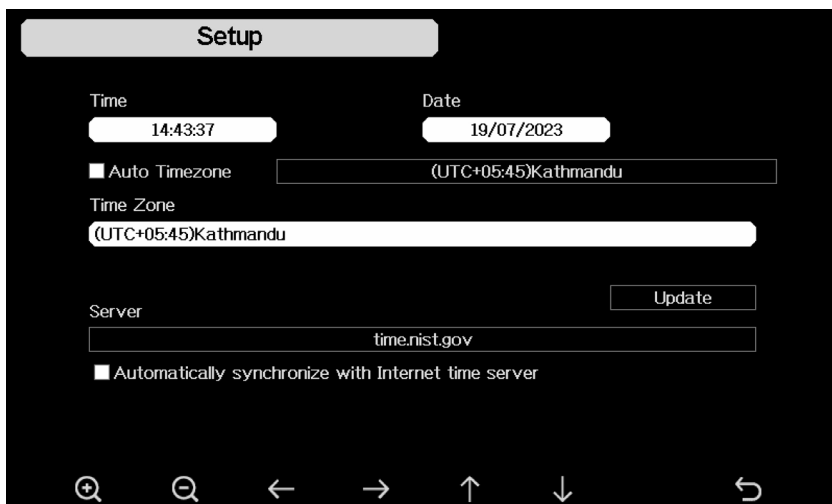 Setup
Time Date
14:43:37 19/07/2023
Auto Timezone (UTC+05:45)Kathmandu
Time Zone
(UTC+05:45)Kathmandu
Update
Server
time.nist.gov
Automatically synchronize with Internet time server